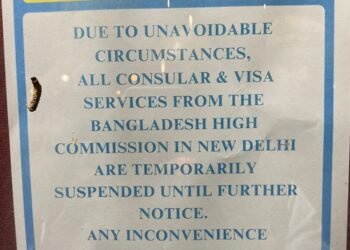 DUE TO UNAVOIDABLE
CIRCUMSTANCES,
ALL CONSULAR & VISA
SERVICES FROM THE
BANGLADESH HIGH
COMMISSION IN NEW DELHI
ARE TEMPORARILY
SUSPENDED UNTIL FURTHER
NOTICE.
ANY INCONVENIENCE